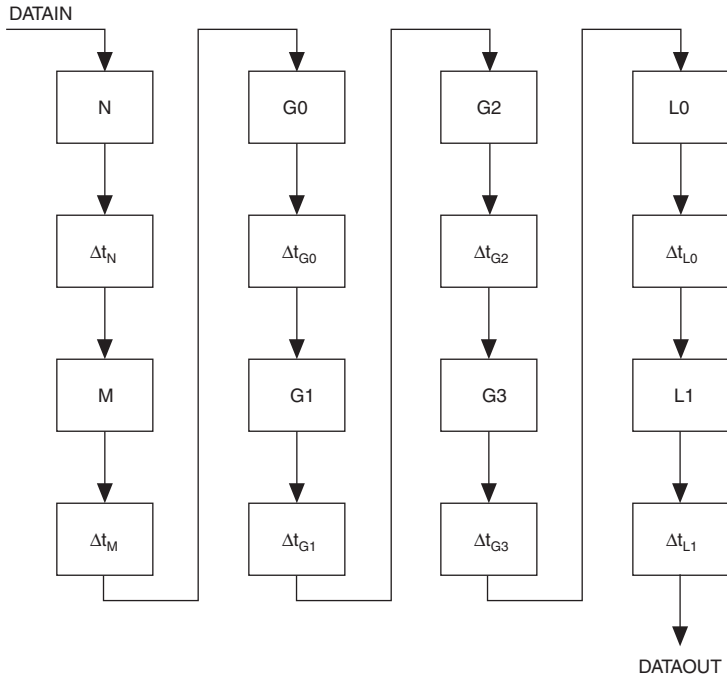 DATAIN
N
Δt_N
M
Δt_M
G0
Δt_G0
G1
Δt_G1
G2
Δt_G2
G3
Δt_G3
L0
Δt_L0
L1
Δt_L1
DATAOUT